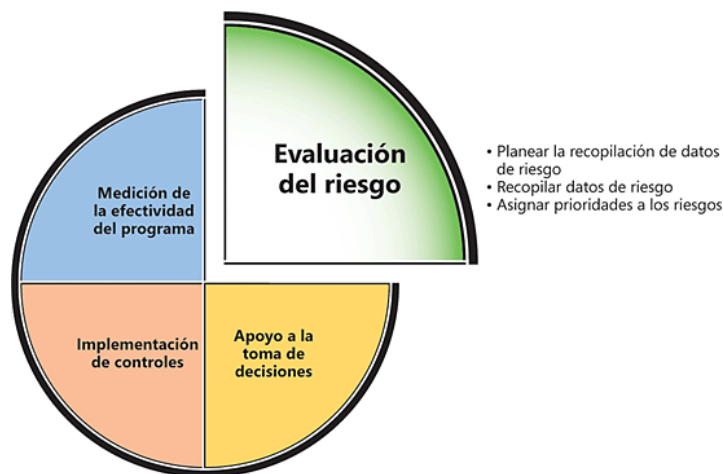 Evaluación
del riesgo
• Planear la recopilación de datos
de riesgo
• Recopilar datos de riesgo
• Asignar prioridades a los riesgos
Medición de
la efectividad
del programa
Implementación
de controles
Apoyo a la
toma de
decisiones